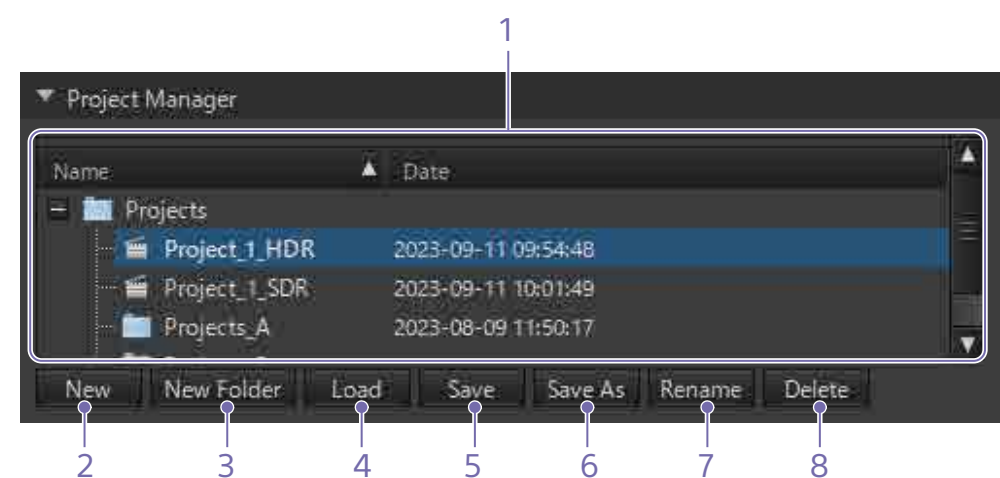 1
Project Manager
Name Date
Projects
Project_1_HDR 2023-09-11 09:54:48
Project_1_SDR 2023-09-11 10:01:49
Projects_A 2023-08-09 11:50:17
New New Folder Load Save Save As Rename Delete
2 3 4 5 6 7 8